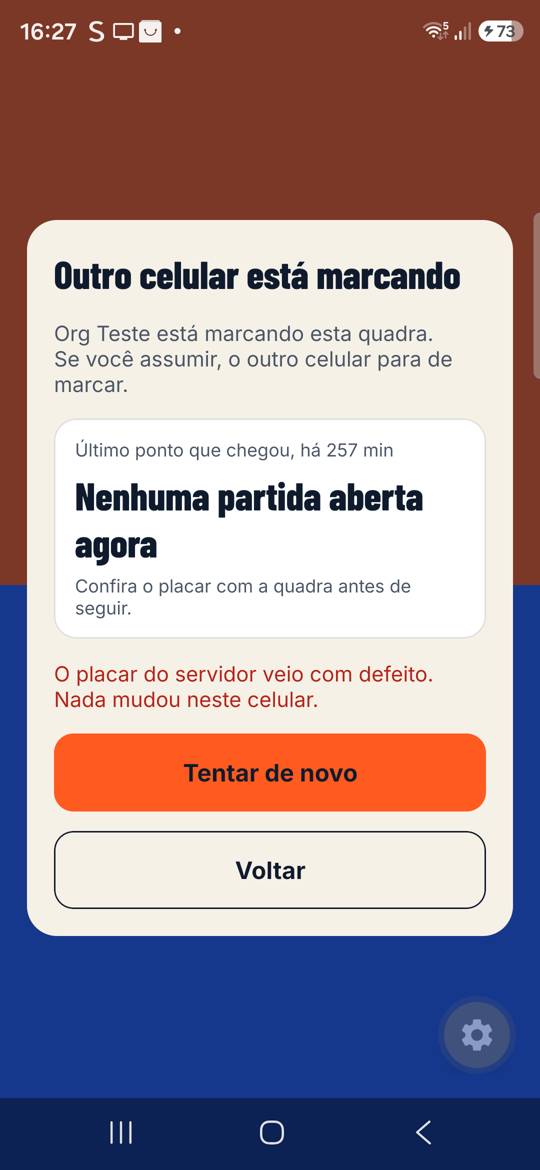 16:27
73
Outro celular está marcando
Org Teste está marcando esta quadra.
Se você assumir, o outro celular para de
marcar.
Último ponto que chegou, há 257 min
Nenhuma partida aberta
agora
Confira o placar com a quadra antes de
seguir.
O placar do servidor veio com defeito.
Nada mudou neste celular.
Tentar de novo
Voltar